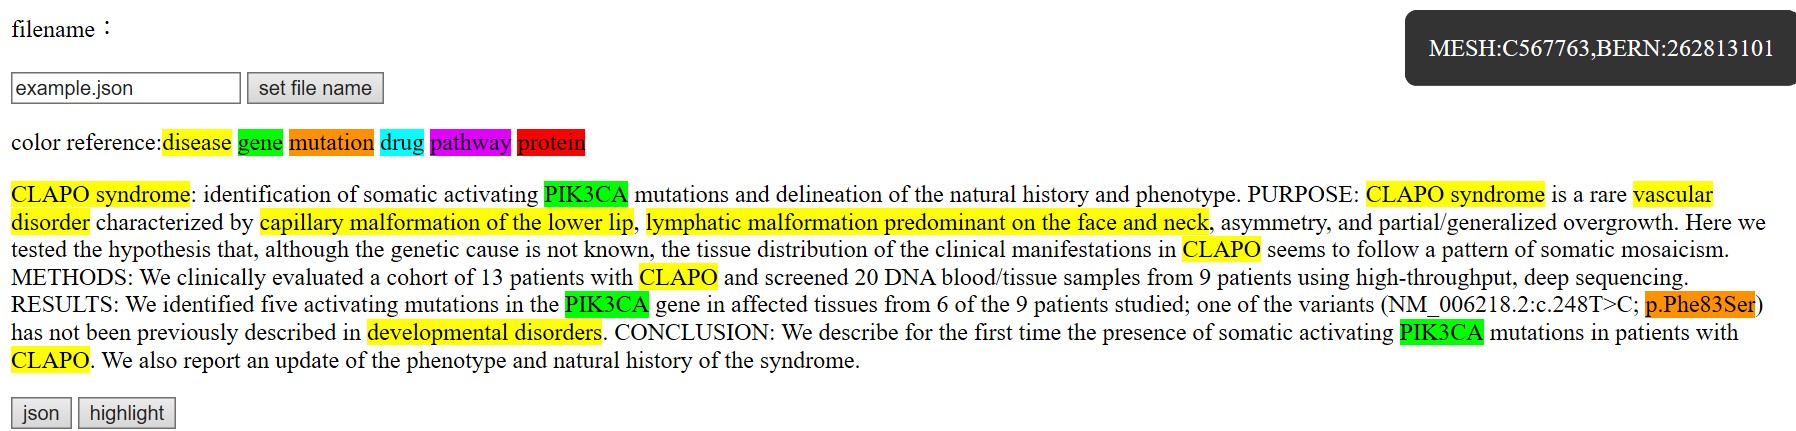 filename：
MESH:C567763,BERN:262813101
example.json set file name
color reference:disease gene mutation drug pathway protein
CLAPO syndrome: identification of somatic activating PIK3CA mutations and delineation of the natural history and phenotype. PURPOSE: CLAPO syndrome is a rare vascular
disorder characterized by capillary malformation of the lower lip, lymphatic malformation predominant on the face and neck, asymmetry, and partial/generalized overgrowth. Here we
tested the hypothesis that, although the genetic cause is not known, the tissue distribution of the clinical manifestations in CLAPO seems to follow a pattern of somatic mosaicism.
METHODS: We clinically evaluated a cohort of 13 patients with CLAPO and screened 20 DNA blood/tissue samples from 9 patients using high-throughput, deep sequencing.
RESULTS: We identified five activating mutations in the PIK3CA gene in affected tissues from 6 of the 9 patients studied; one of the variants (NM_006218.2:c.248T>C; p.Phe83Ser)
has not been previously described in developmental disorders. CONCLUSION: We describe for the first time the presence of somatic activating PIK3CA mutations in patients with
CLAPO. We also report an update of the phenotype and natural history of the syndrome.
json highlight